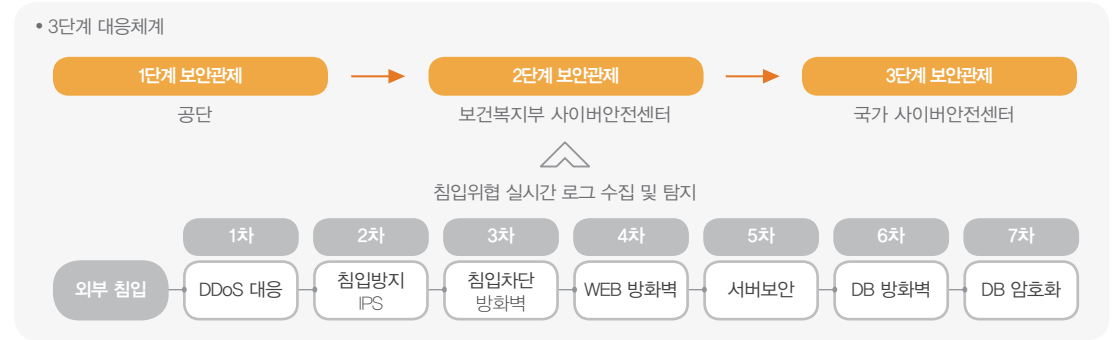 • 3단계 대응체계
1단계 보안관제
2단계 보안관제
3단계 보안관제
공단
보건복지부 사이버안전센터
국가 사이버안전센터
침입위협 실시간 로그 수집 및 탐지
1차
2차
3차
4차
5차
6차
7차
외부 침입
DDoS 대응
침입방지
IPS
침입차단
방화벽
WEB 방화벽
서버보안
DB 방화벽
DB 암호화